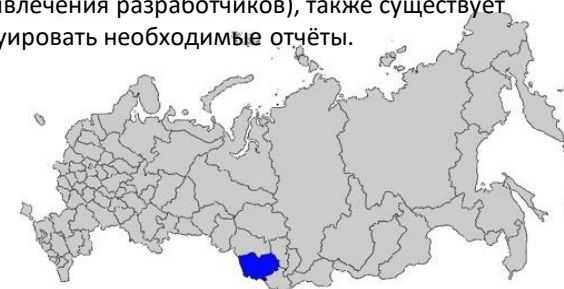 влечения разработчиков), также существует
уировать необходимые отчёты.